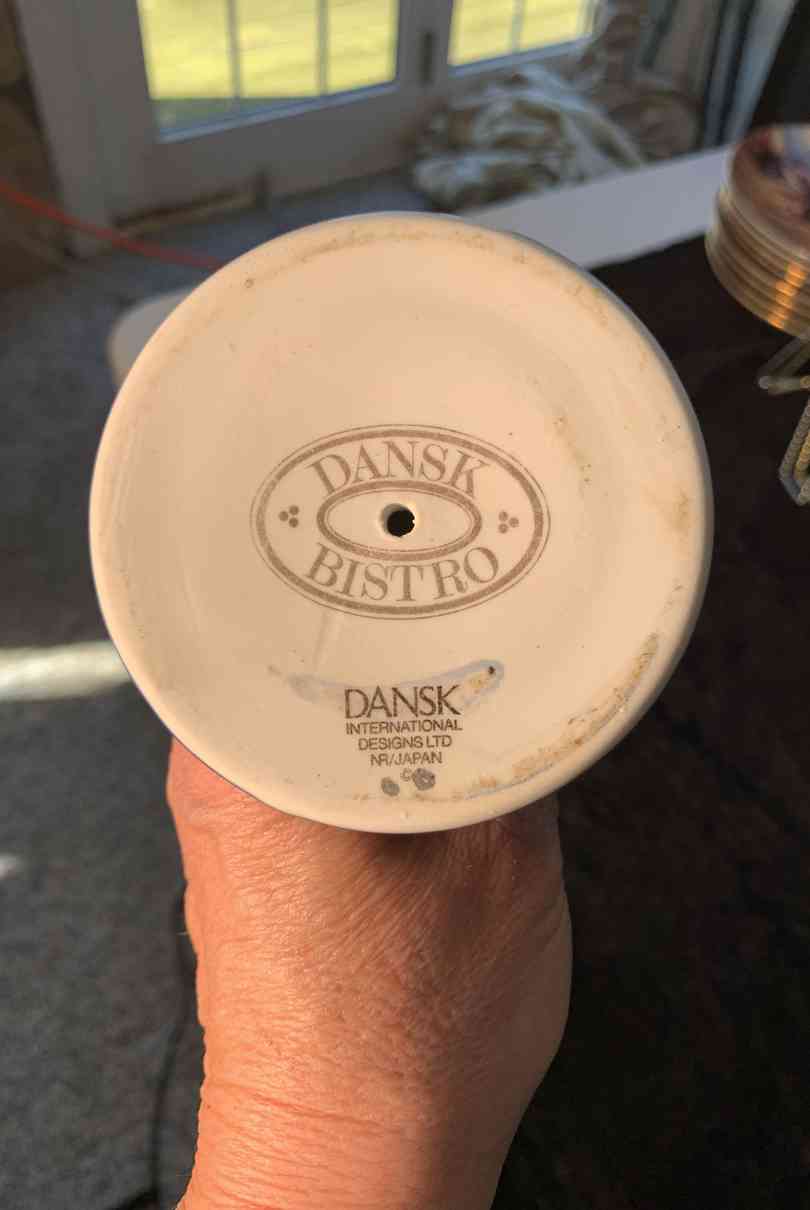 DANSK
BISTRO
DANSK
INTERNATIONAL
DESIGNS LTD
NR/JAPAN
©